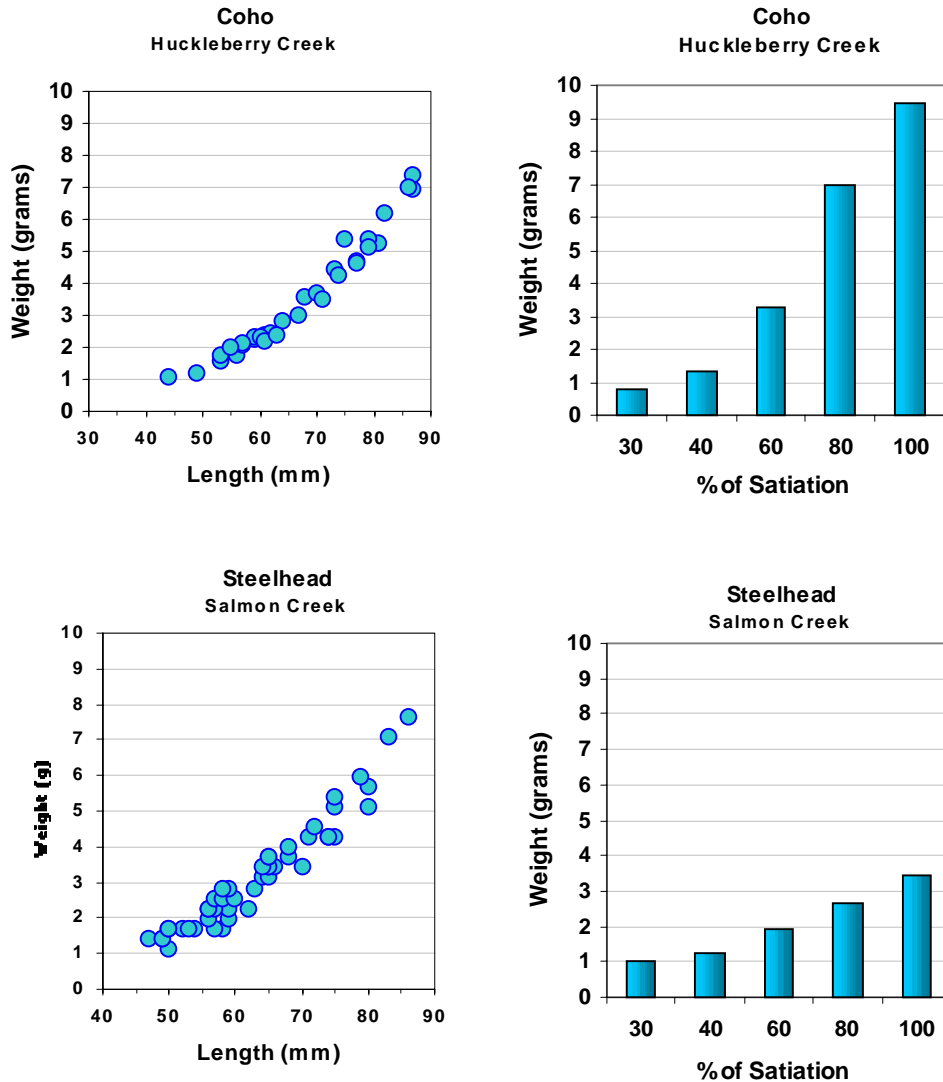 Coho
Huckleberry Creek
10
9
8
7
6
5
4
3
2
1
0
Weight (grams)
30 40 50 60 70 80 90
Length (mm)
Coho
Huckleberry Creek
10
9
8
7
6
5
4
3
2
1
0
Weight (grams)
30 40 60 80 100
% of Satiation
Steelhead
Salmon Creek
10
9
8
7
6
5
4
3
2
1
0
Weight (g)
40 50 60 70 80 90
Length (mm)
Steelhead
Salmon Creek
10
9
8
7
6
5
4
3
2
1
0
Weight (grams)
30 40 60 80 100
% of Satiation